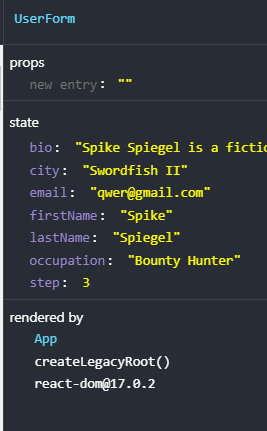 UserForm
props
new entry: ""
state
bio: "Spike Spiegel is a fictio
city: "Swordfish II"
email: "qwer@gmail.com"
firstName: "Spike"
lastName: "Spiegel"
occupation: "Bounty Hunter"
step: 3
rendered by
App
createLegacyRoot()
react-dom@17.0.2